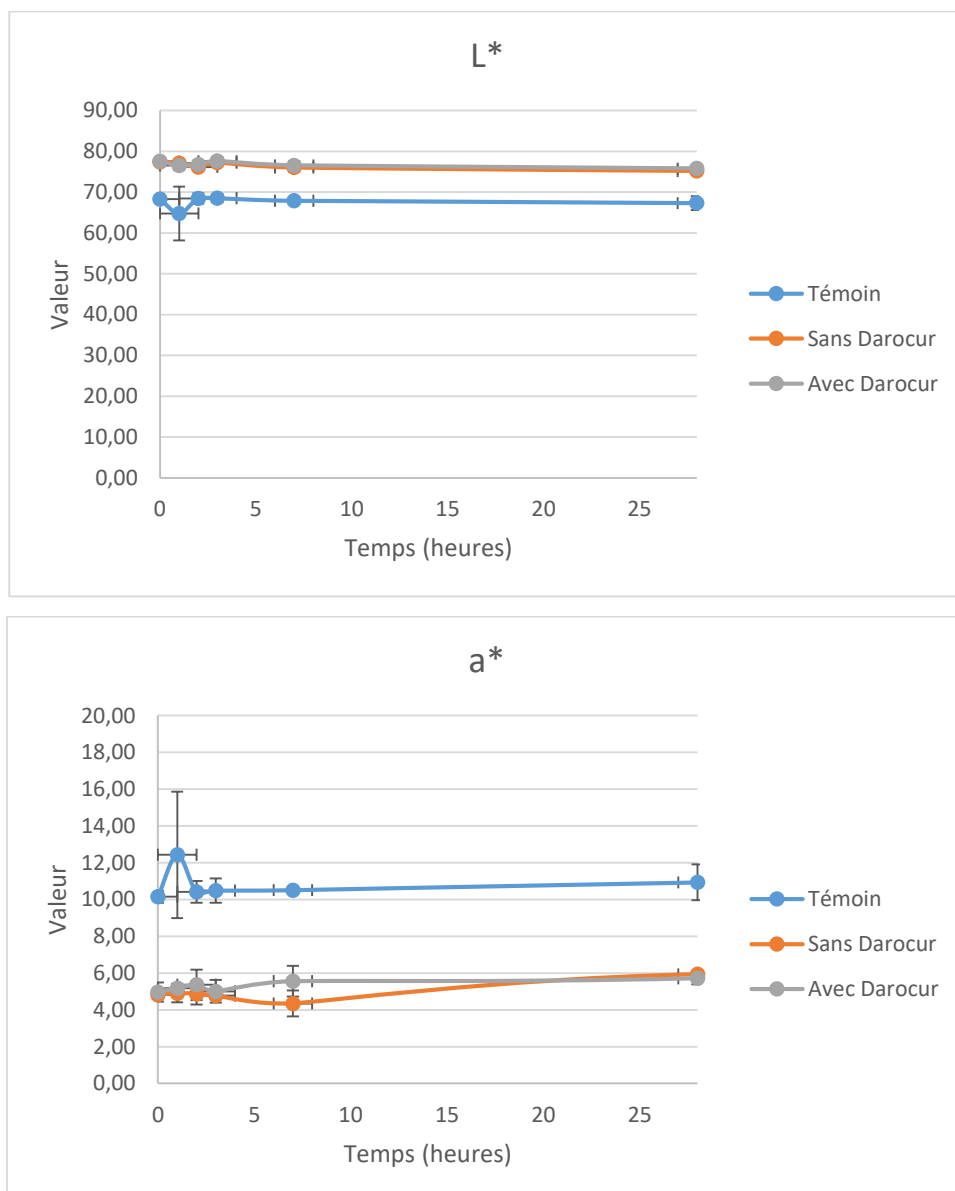 L*
90,00
80,00
70,00
60,00
50,00
40,00
30,00
20,00
10,00
0,00
Valeur
0 5 10 15 20 25
Temps (heures)
Témoin
Sans Darocur
Avec Darocur
a*
20,00
18,00
16,00
14,00
12,00
10,00
8,00
6,00
4,00
2,00
0,00
Valeur
0 5 10 15 20 25
Temps (heures)
Témoin
Sans Darocur
Avec Darocur